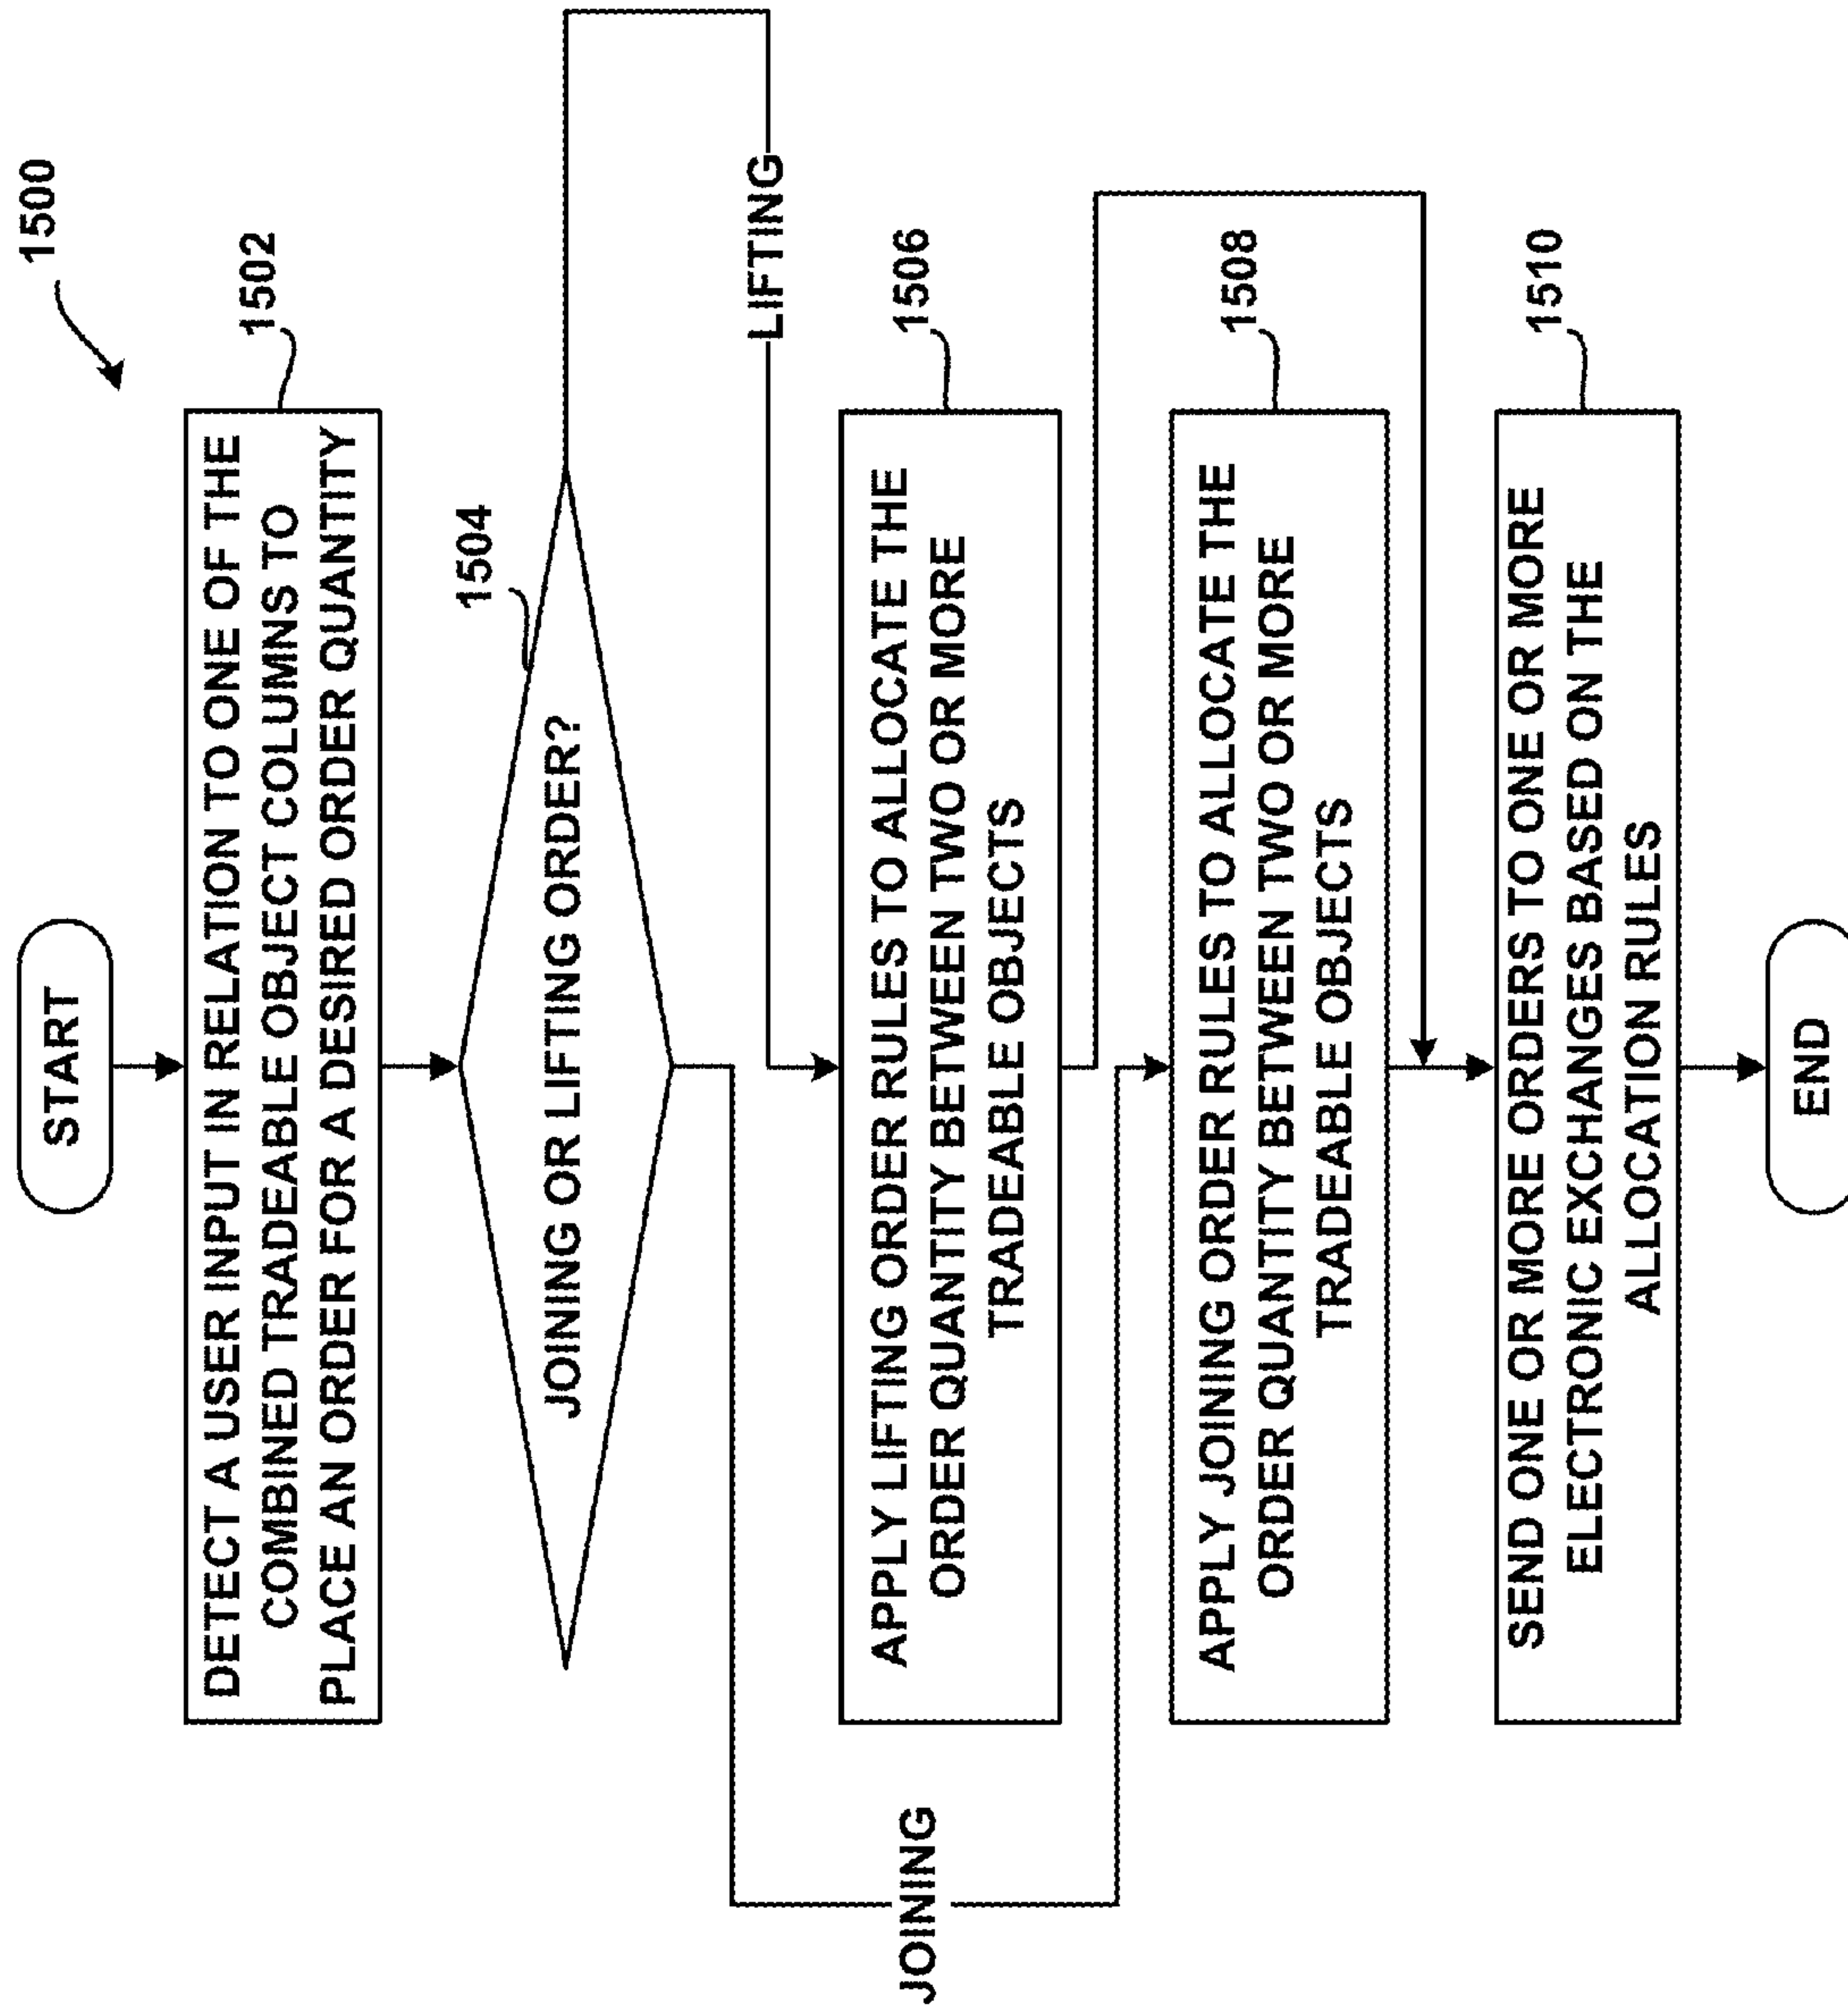 1500
START
DETECT A USER INPUT IN RELATION TO ONE OF THE
COMBINED TRADEABLE OBJECT COLUMNS TO
PLACE AN ORDER FOR A DESIRED ORDER QUANTITY
1502
1504
JOINING OR LIFTING ORDER?
LIFTING
JOINING
APPLY LIFTING ORDER RULES TO ALLOCATE THE
ORDER QUANTITY BETWEEN TWO OR MORE
TRADEABLE OBJECTS
1506
APPLY JOINING ORDER RULES TO ALLOCATE THE
ORDER QUANTITY BETWEEN TWO OR MORE
TRADEABLE OBJECTS
1508
SEND ONE OR MORE ORDERS TO ONE OR MORE
ELECTRONIC EXCHANGES BASED ON THE
ALLOCATION RULES
1510
END